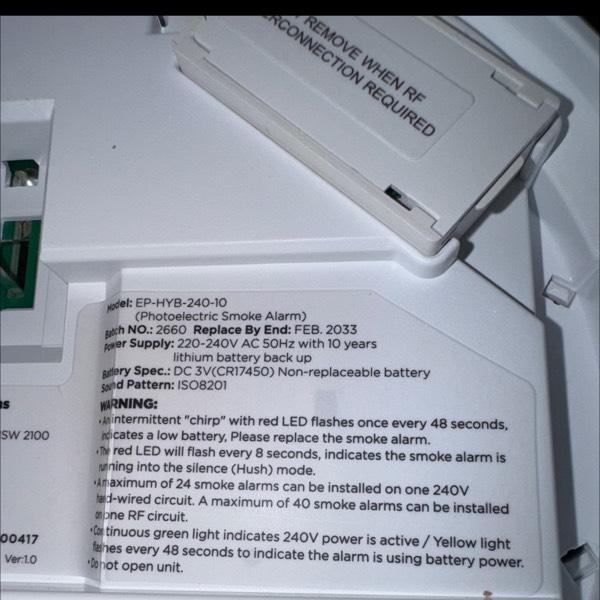 REMOVE WHEN RF
ERCONNECTION REQUIRED
Model: EP-HYB-240-10
(Photoelectric Smoke Alarm)
Batch NO.: 2660 Replace By End: FEB. 2033
Power Supply: 220-240V AC 50Hz with 10 years
lithium battery back up
Battery Spec.: DC 3V(CR17450) Non-replaceable battery
Sound Pattern: ISO8201
WARNING:
•An intermittent "chirp" with red LED flashes once every 48 seconds,
indicates a low battery, Please replace the smoke alarm.
•The red LED will flash every 8 seconds, indicates the smoke alarm is
running into the silence (Hush) mode.
•A maximum of 24 smoke alarms can be installed on one 240V
hard-wired circuit. A maximum of 40 smoke alarms can be installed
on one RF circuit.
•Continuous green light indicates 240V power is active / Yellow light
flashes every 48 seconds to indicate the alarm is using battery power.
•Do not open unit.
ns
NSW 2100
00417
Ver:1.0